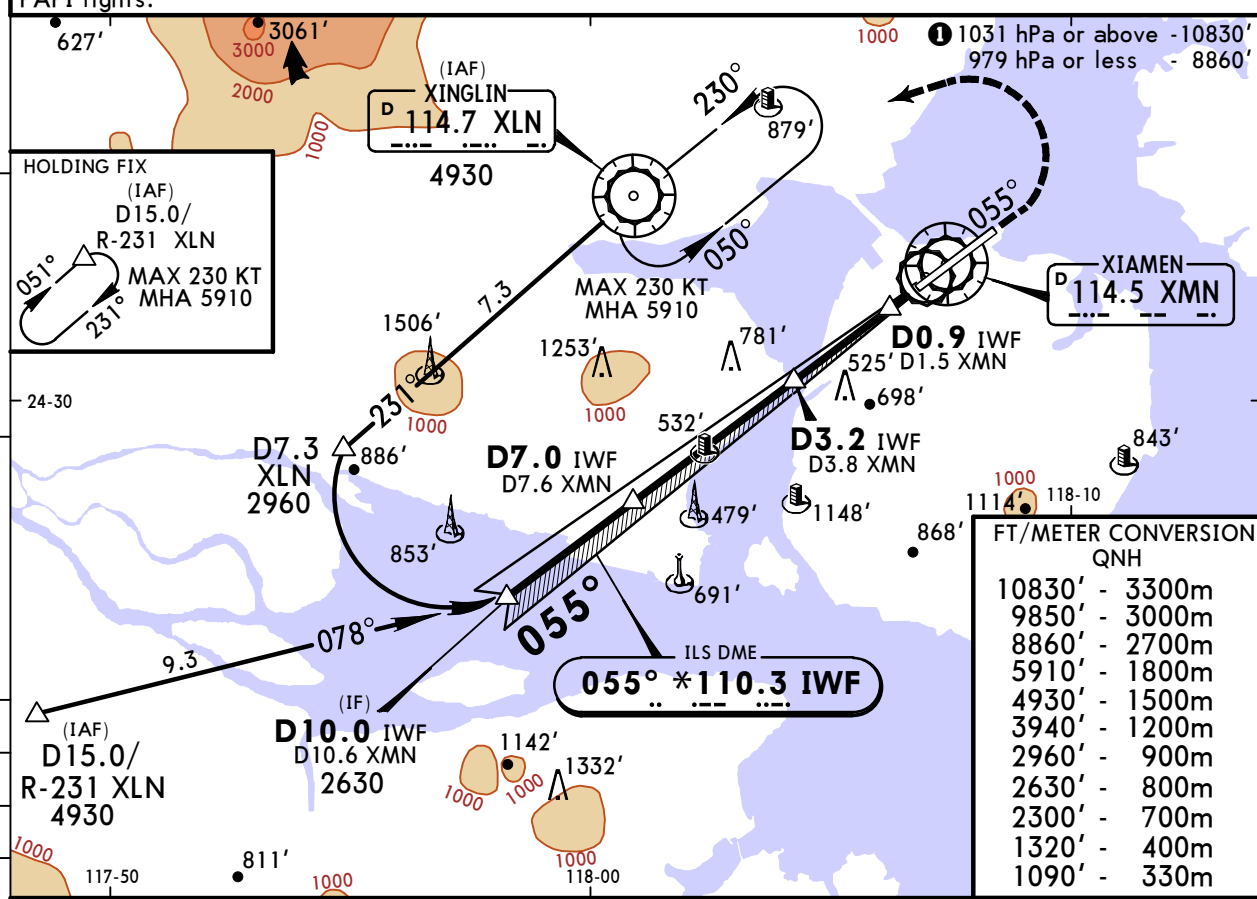 627'
3061'
3000
2000
1000
1000
1 1031 hPa or above -10830'
979 hPa or less - 8860'
(IAF)
XINGLIN
D 114.7 XLN
4930
230°
879'
050°
MAX 230 KT
MHA 5910
HOLDING FIX
(IAF)
D15.0/
R-231 XLN
051°
231°
MAX 230 KT
MHA 5910
055°
XIAMEN
D 114.5 XMN
7.3
1506'
1000
231°
1253'
1000
781'
D0.9 IWF
D1.5 XMN
525'
698'
24-30
D7.3
XLN
2960
886'
D7.0 IWF
D7.6 XMN
532'
D3.2 IWF
D3.8 XMN
843'
1000
1114'
118-10
853'
479'
1148'
868'
691'
055°
078°
9.3
ILS DME
055° *110.3 IWF
(IAF)
D15.0/
R-231 XLN
4930
(IF)
D10.0 IWF
D10.6 XMN
2630
1142'
1000
1000
1332'
1000
1000
811'
1000
117-50
118-00
FT/METER CONVERSION
QNH
10830' - 3300m
9850' - 3000m
8860' - 2700m
5910' - 1800m
4930' - 1500m
3940' - 1200m
2960' - 900m
2630' - 800m
2300' - 700m
1320' - 400m
1090' - 330m